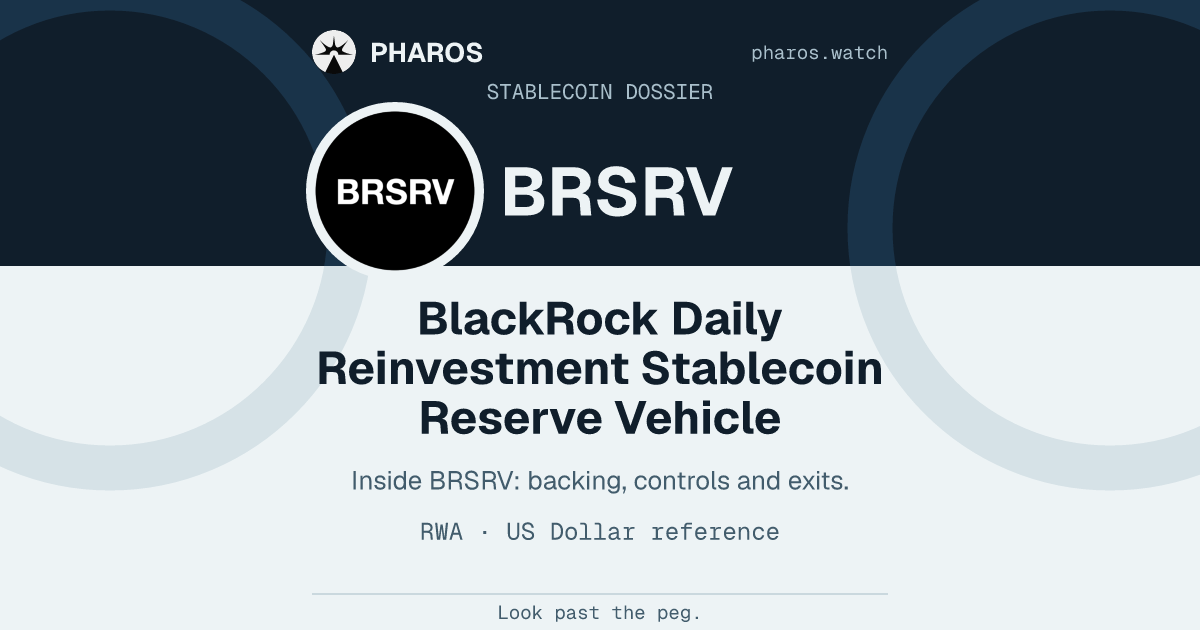 PHAROS
pharos.watch
STABLECOIN DOSSIER
BRSRV
BRSRV
BlackRock Daily
Reinvestment Stablecoin
Reserve Vehicle
Inside BRSRV: backing, controls and exits.
RWA · US Dollar reference
Look past the peg.